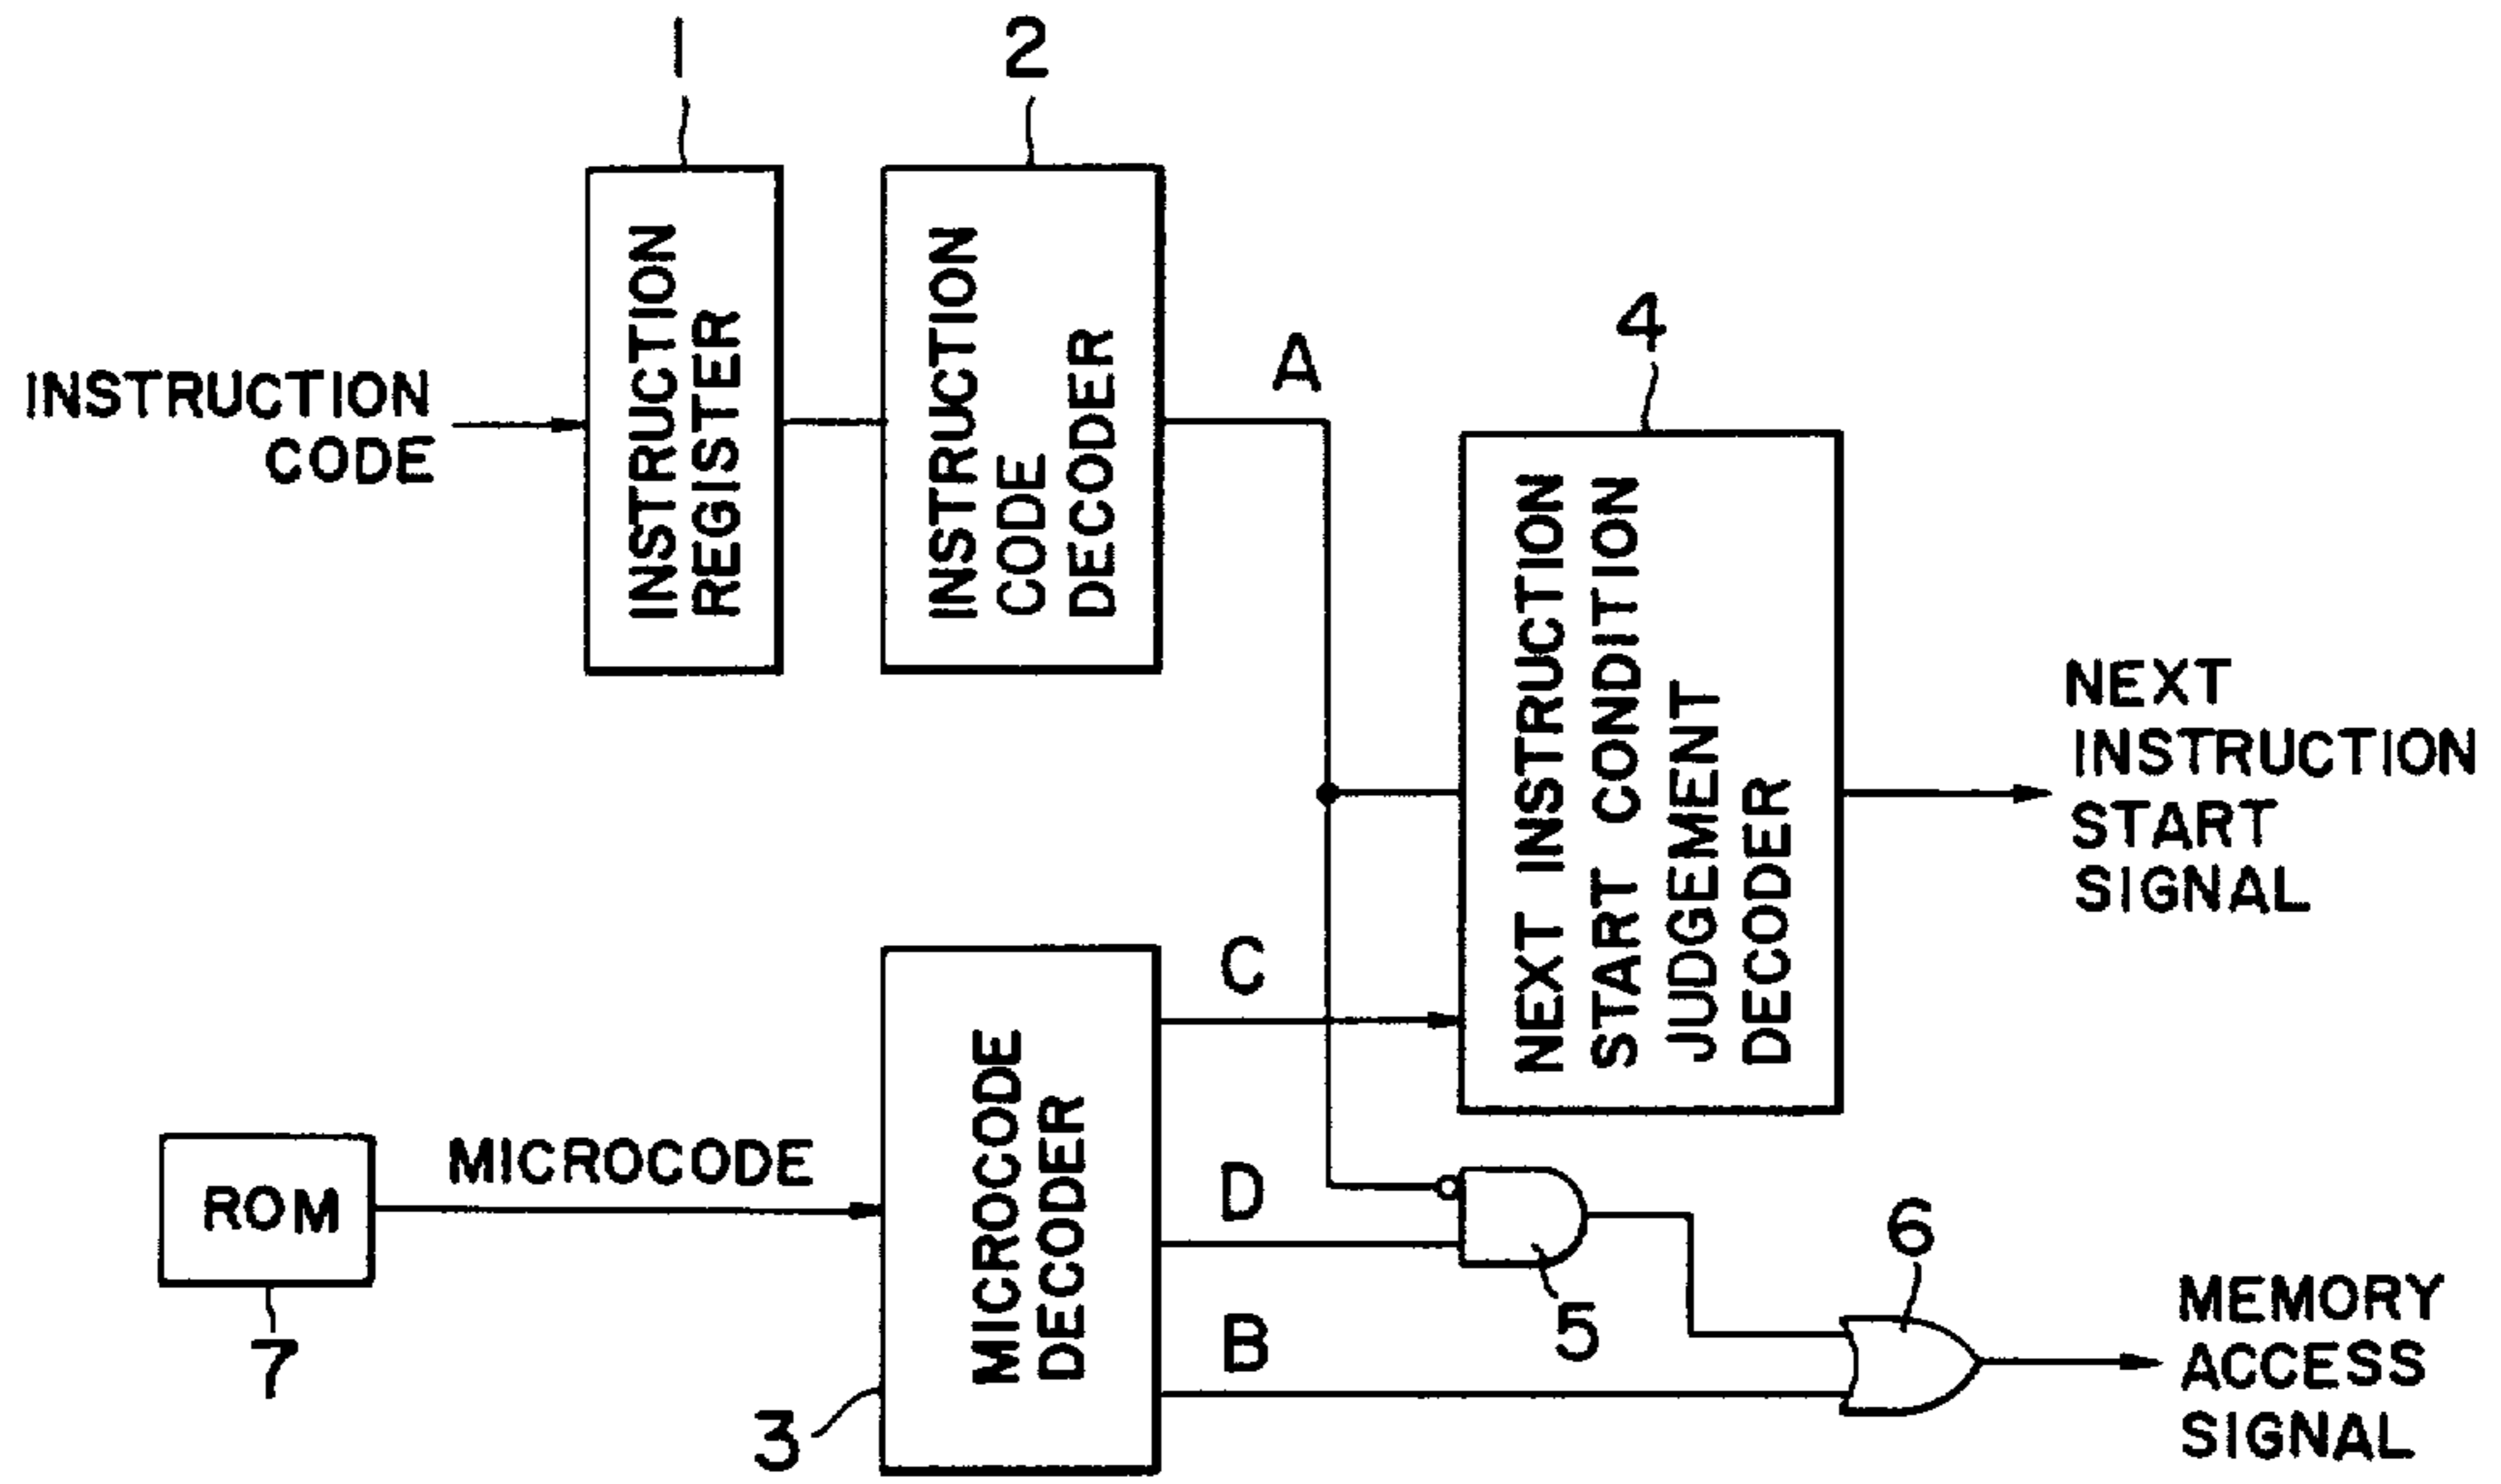 1
2
INSTRUCTION
CODE
INSTRUCTION
REGISTER
INSTRUCTION
CODE
DECODER
A
4
NEXT INSTRUCTION
START CONDITION
JUDGEMENT
DECODER
NEXT
INSTRUCTION
START
SIGNAL
C
ROM
MICROCODE
MICROCODE
DECODER
D
B
5
6
7
3
MEMORY
ACCESS
SIGNAL